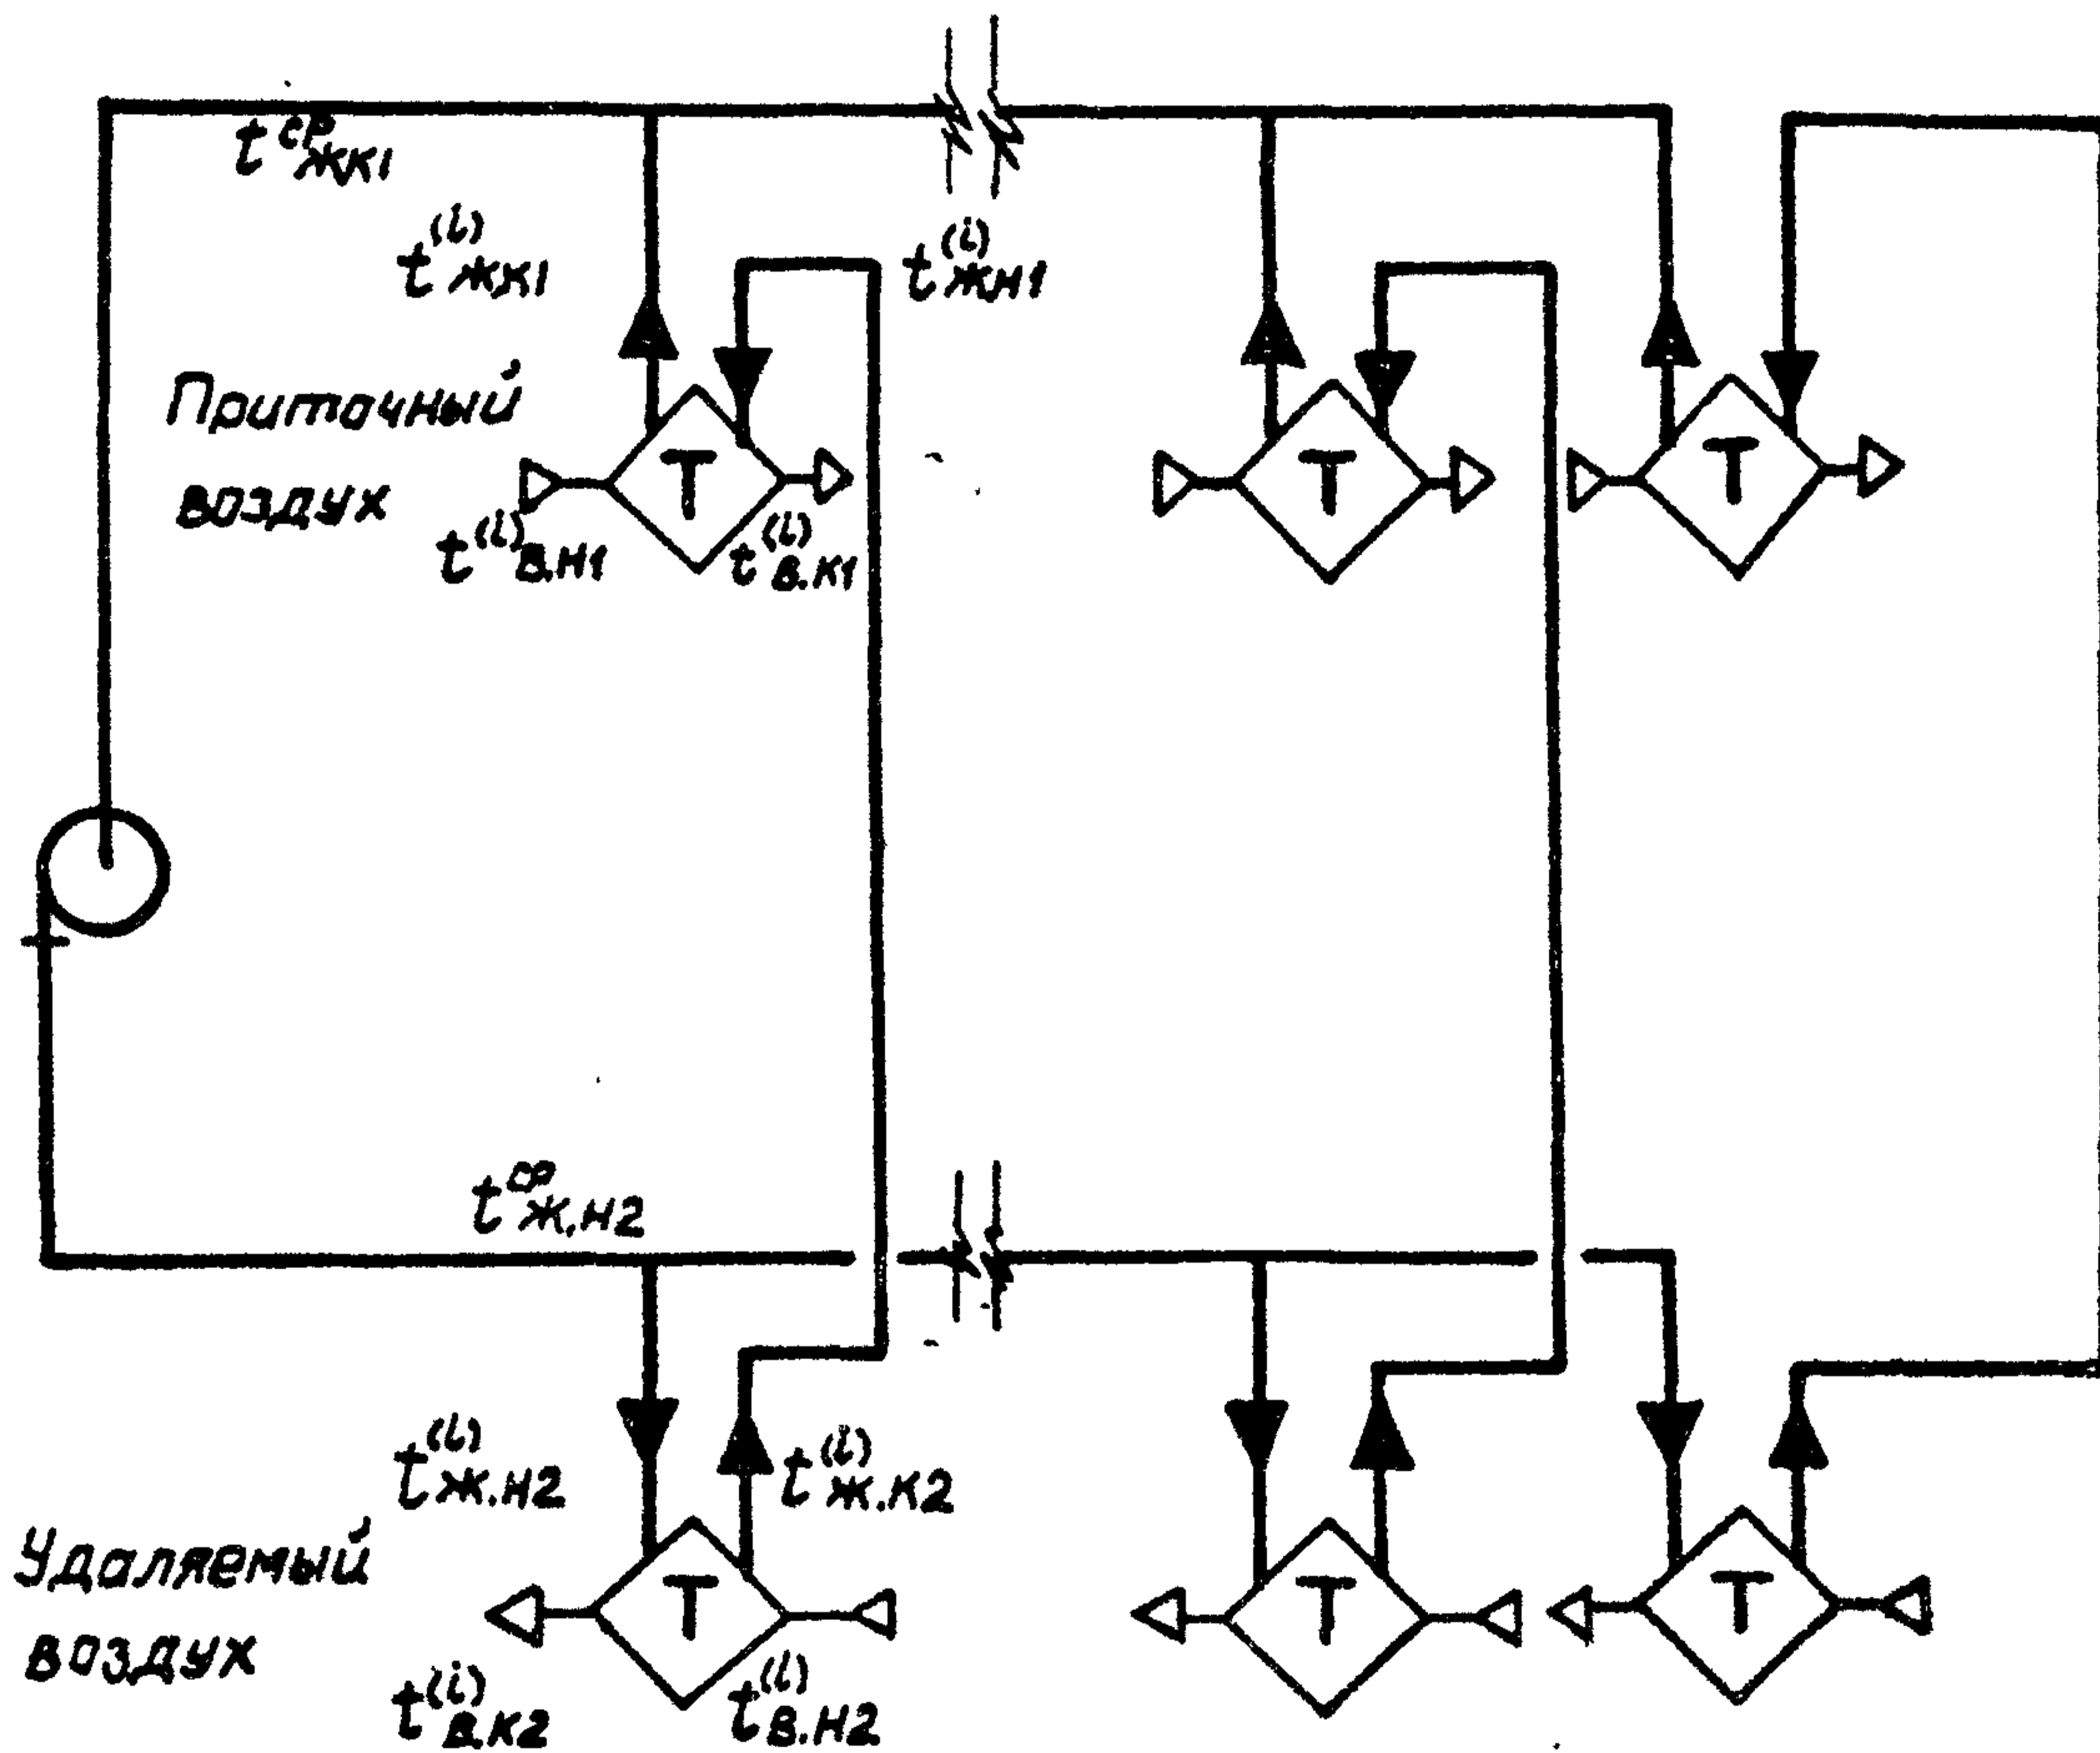 t^ср_жк1
t^(i)_жк1
t^(i)_жн1
Приточный
воздух
Т
Т
Т
t^(i)_в.н1
t^(i)_в.к1
t^ср_ж.н2
t^(i)_ж.н2
t^(i)_ж.к2
Удаляемый
воздух
Т
Т
Т
t^(i)_в.к2
t^(i)_в.н2